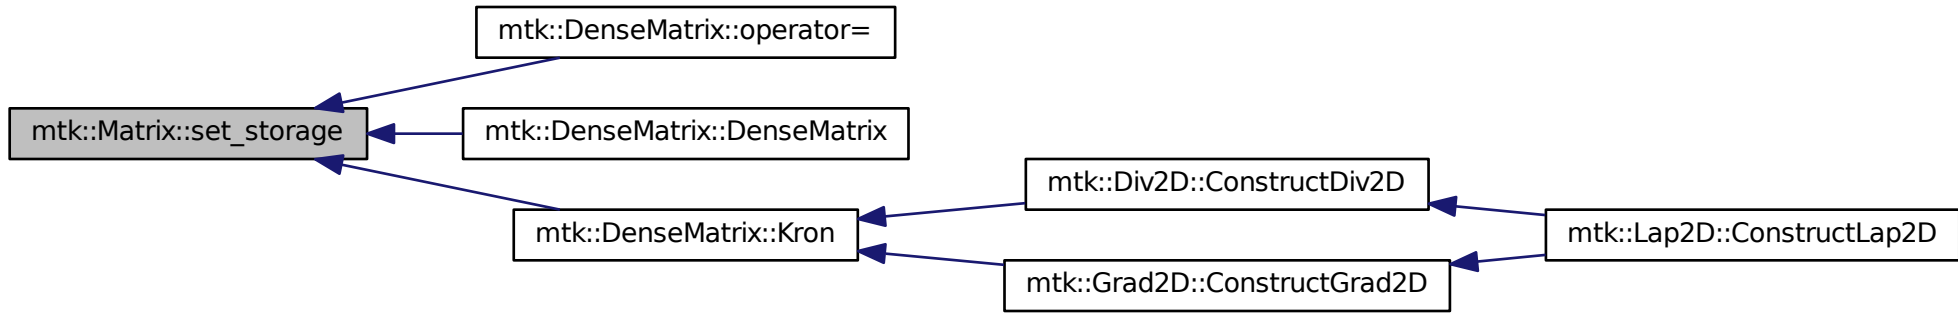 mtk::DenseMatrix::operator=
mtk::Matrix::set_storage
mtk::DenseMatrix::DenseMatrix
mtk::Div2D::ConstructDiv2D
mtk::DenseMatrix::Kron
mtk::Lap2D::ConstructLap2D
mtk::Grad2D::ConstructGrad2D